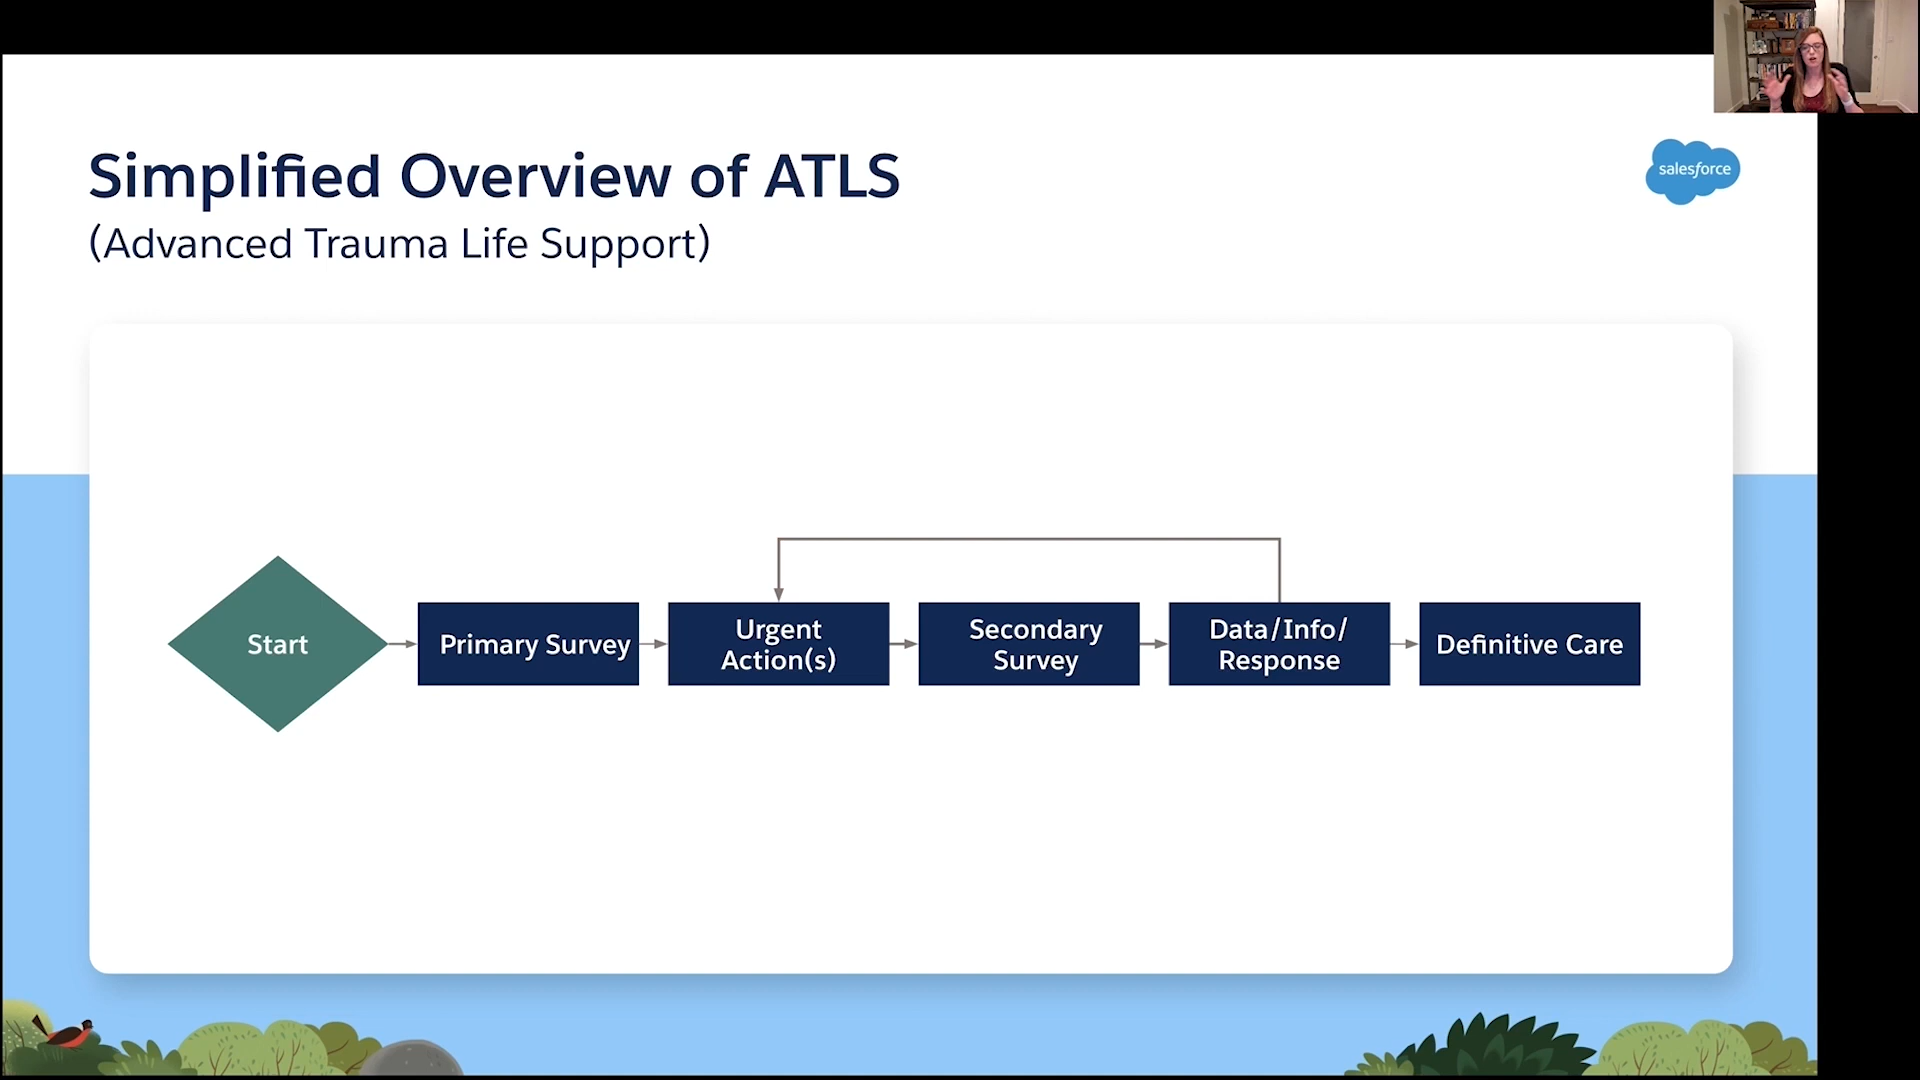 Simplified Overview of ATLS
(Advanced Trauma Life Support)
salesforce
Start
Primary Survey
Urgent
Action(s)
Secondary
Survey
Data/Info/
Response
Definitive Care